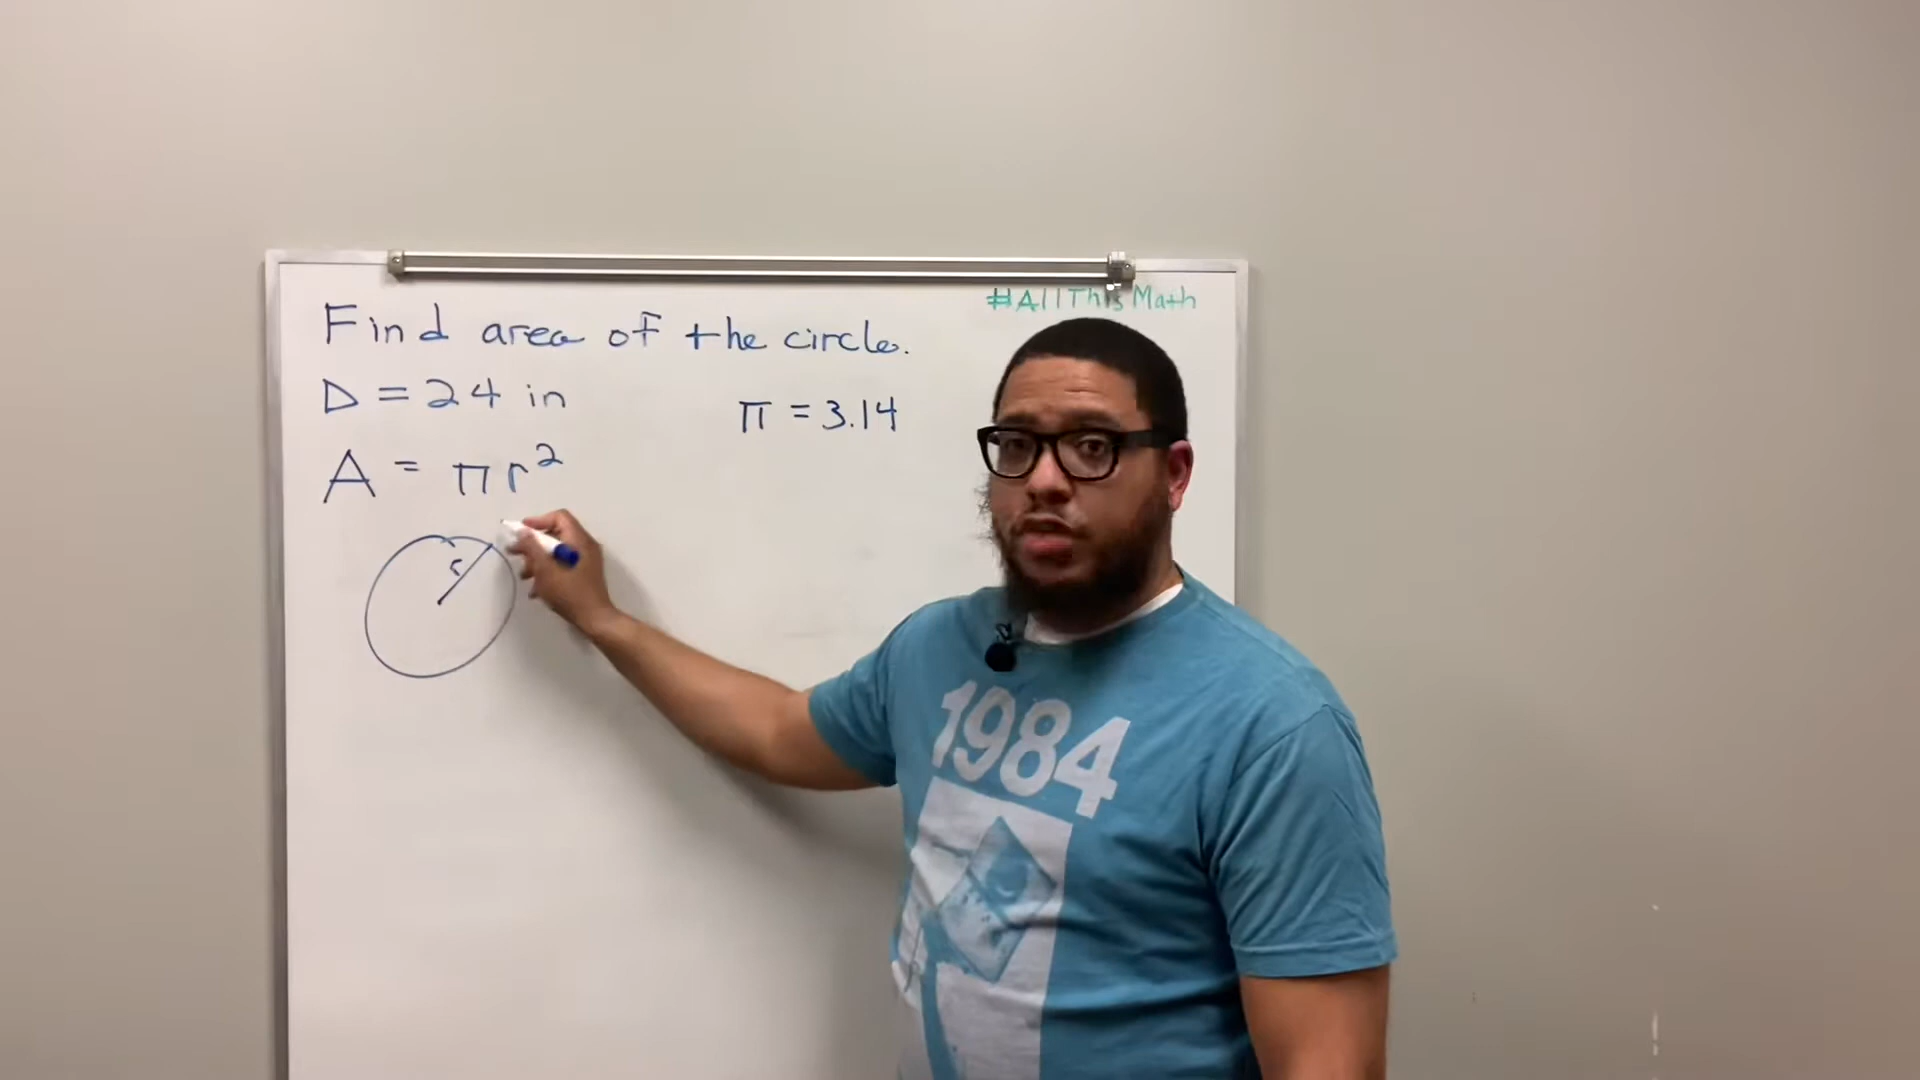 #AllThisMath
Find area of the circle.
D = 24 in
π = 3.14
A = πr²
r
1984